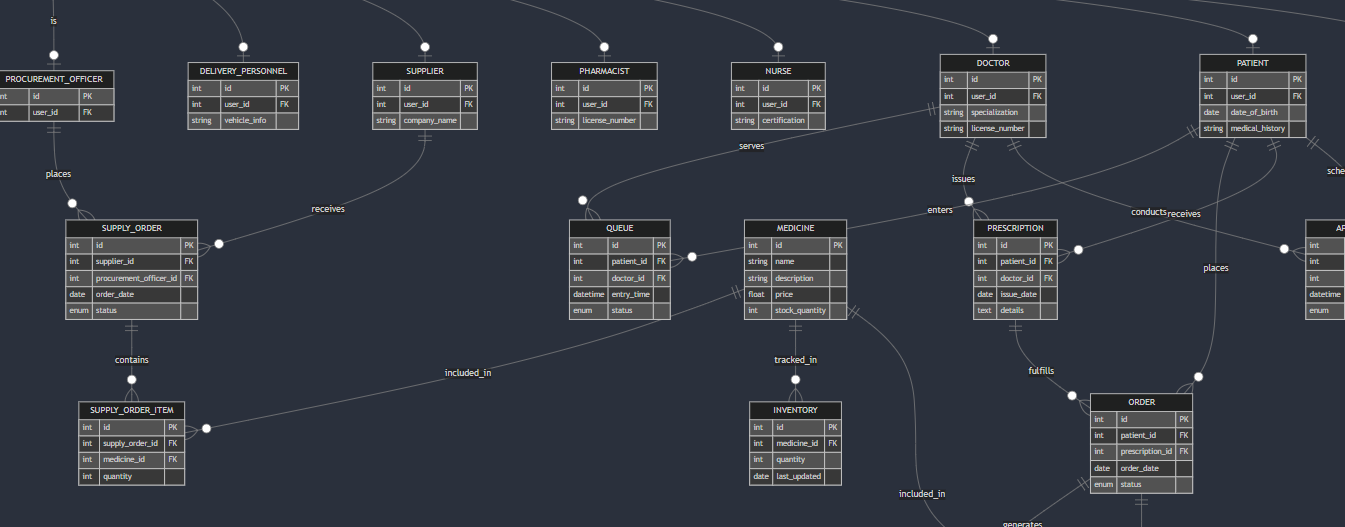 is
PROCUREMENT_OFFICER
int id PK
int user_id FK
DELIVERY_PERSONNEL
int id PK
int user_id FK
string vehicle_info
SUPPLIER
int id PK
int user_id FK
string company_name
PHARMACIST
int id PK
int user_id FK
string license_number
NURSE
int id PK
int user_id FK
string certification
DOCTOR
int id PK
int user_id FK
string specialization
string license_number
PATIENT
int id PK
int user_id FK
date date_of_birth
string medical_history
places
receives
serves
issues
enters
conducts
receives
sche
places
SUPPLY_ORDER
int id PK
int supplier_id FK
int procurement_officer_id FK
date order_date
enum status
QUEUE
int id PK
int patient_id FK
int doctor_id FK
datetime entry_time
enum status
MEDICINE
int id PK
string name
string description
float price
int stock_quantity
PRESCRIPTION
int id PK
int patient_id FK
int doctor_id FK
date issue_date
text details
AP
int
int
int
datetime
enum
contains
included_in
tracked_in
fulfills
SUPPLY_ORDER_ITEM
int id PK
int supply_order_id FK
int medicine_id FK
int quantity
INVENTORY
int id PK
int medicine_id FK
int quantity
date last_updated
ORDER
int id PK
int patient_id FK
int prescription_id FK
date order_date
enum status
included_in
generates